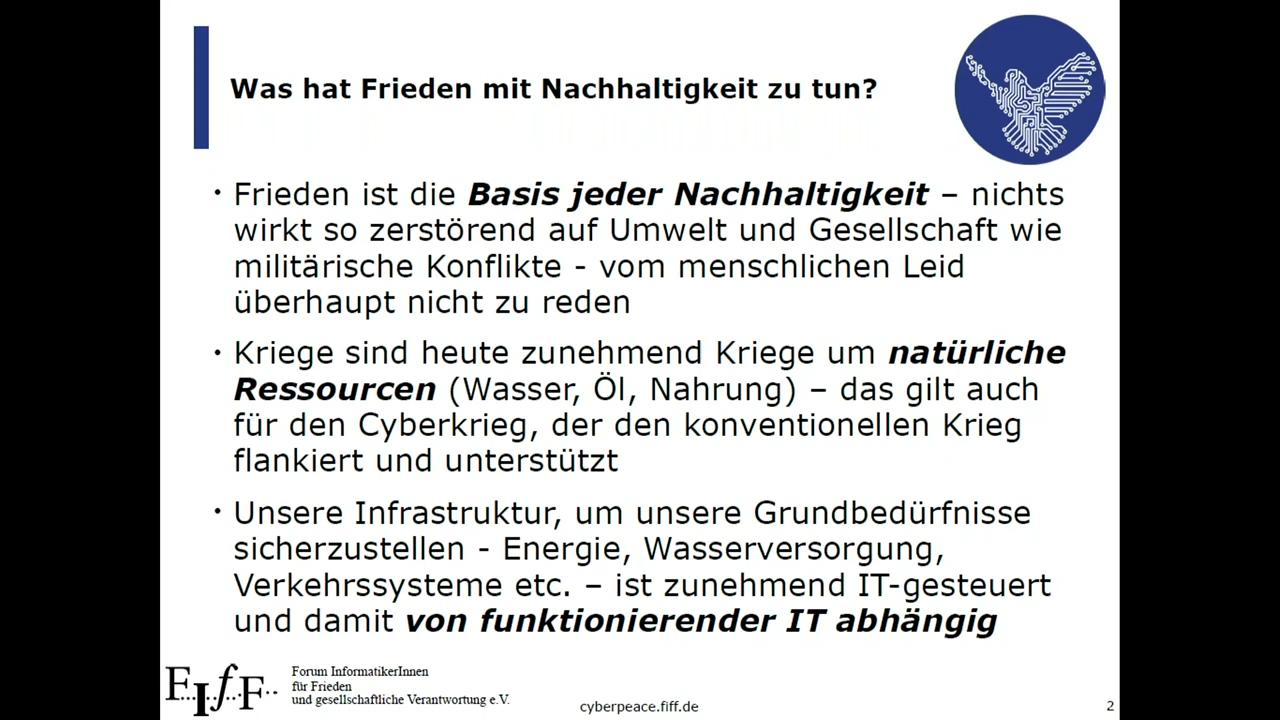 Was hat Frieden mit Nachhaltigkeit zu tun?
• Frieden ist die Basis jeder Nachhaltigkeit – nichts
wirkt so zerstörend auf Umwelt und Gesellschaft wie
militärische Konflikte - vom menschlichen Leid
überhaupt nicht zu reden
• Kriege sind heute zunehmend Kriege um natürliche
Ressourcen (Wasser, Öl, Nahrung) – das gilt auch
für den Cyberkrieg, der den konventionellen Krieg
flankiert und unterstützt
• Unsere Infrastruktur, um unsere Grundbedürfnisse
sicherzustellen - Energie, Wasserversorgung,
Verkehrssysteme etc. – ist zunehmend IT-gesteuert
und damit von funktionierender IT abhängig
F..I..f..F..
Forum InformatikerInnen
für Frieden
und gesellschaftliche Verantwortung e.V.
cyberpeace.fiff.de
2